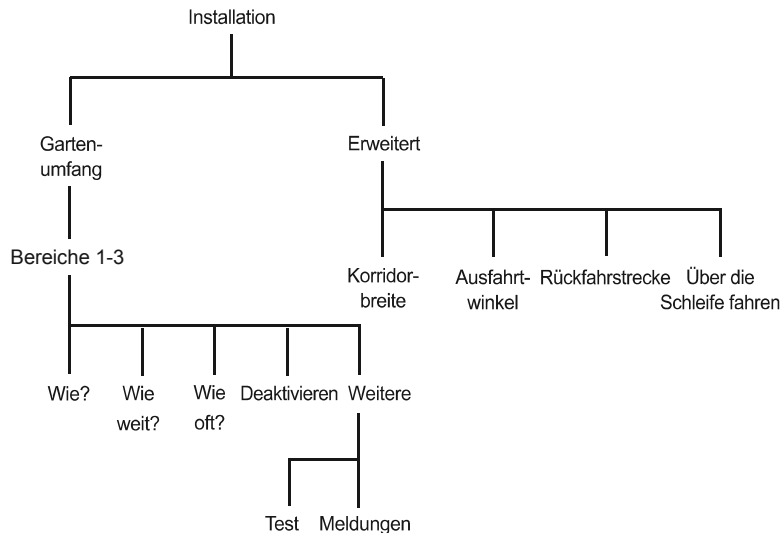 Installation
Garten-
umfang
Erweitert
Bereiche 1-3
Korridor-
breite
Ausfahrt-
winkel
Rückfahrstrecke
Über die
Schleife fahren
Wie?
Wie
weit?
Wie
oft?
Deaktivieren
Weitere
Test
Meldungen